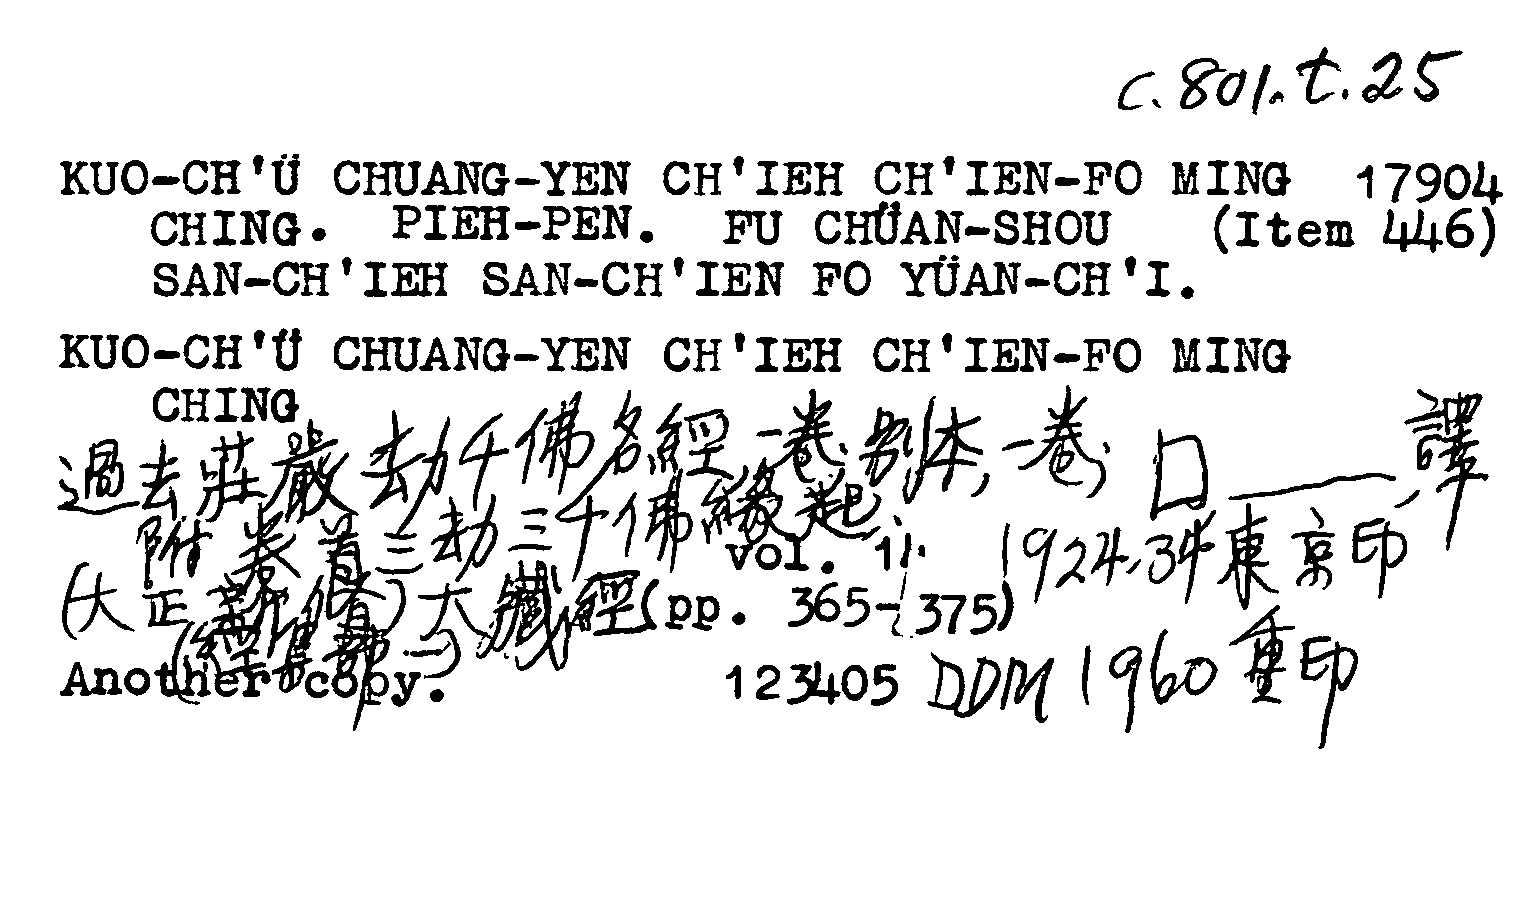 C. 801. t. 25
KUO-CH'Ü CHUANG-YEN CH'IEH CH'IEN-FO MING 17904
CHING. PIEH-PEN. FU CHÜAN-SHOU (Item 446)
SAN-CH'IEH SAN-CH'IEN FO YÜAN-CH'I.
KUO-CH'Ü CHUANG-YEN CH'IEH CH'IEN-FO MING
CHING
過去莊嚴劫千佛名經,一卷;別本,一卷; 口——,譯
附卷首三劫三千佛緣起 vol. 14. 1924-34東京印
(大正新脩)大藏經(pp. 365-375)
(經集部一)
Another copy. 123405 DDM 1960 重印